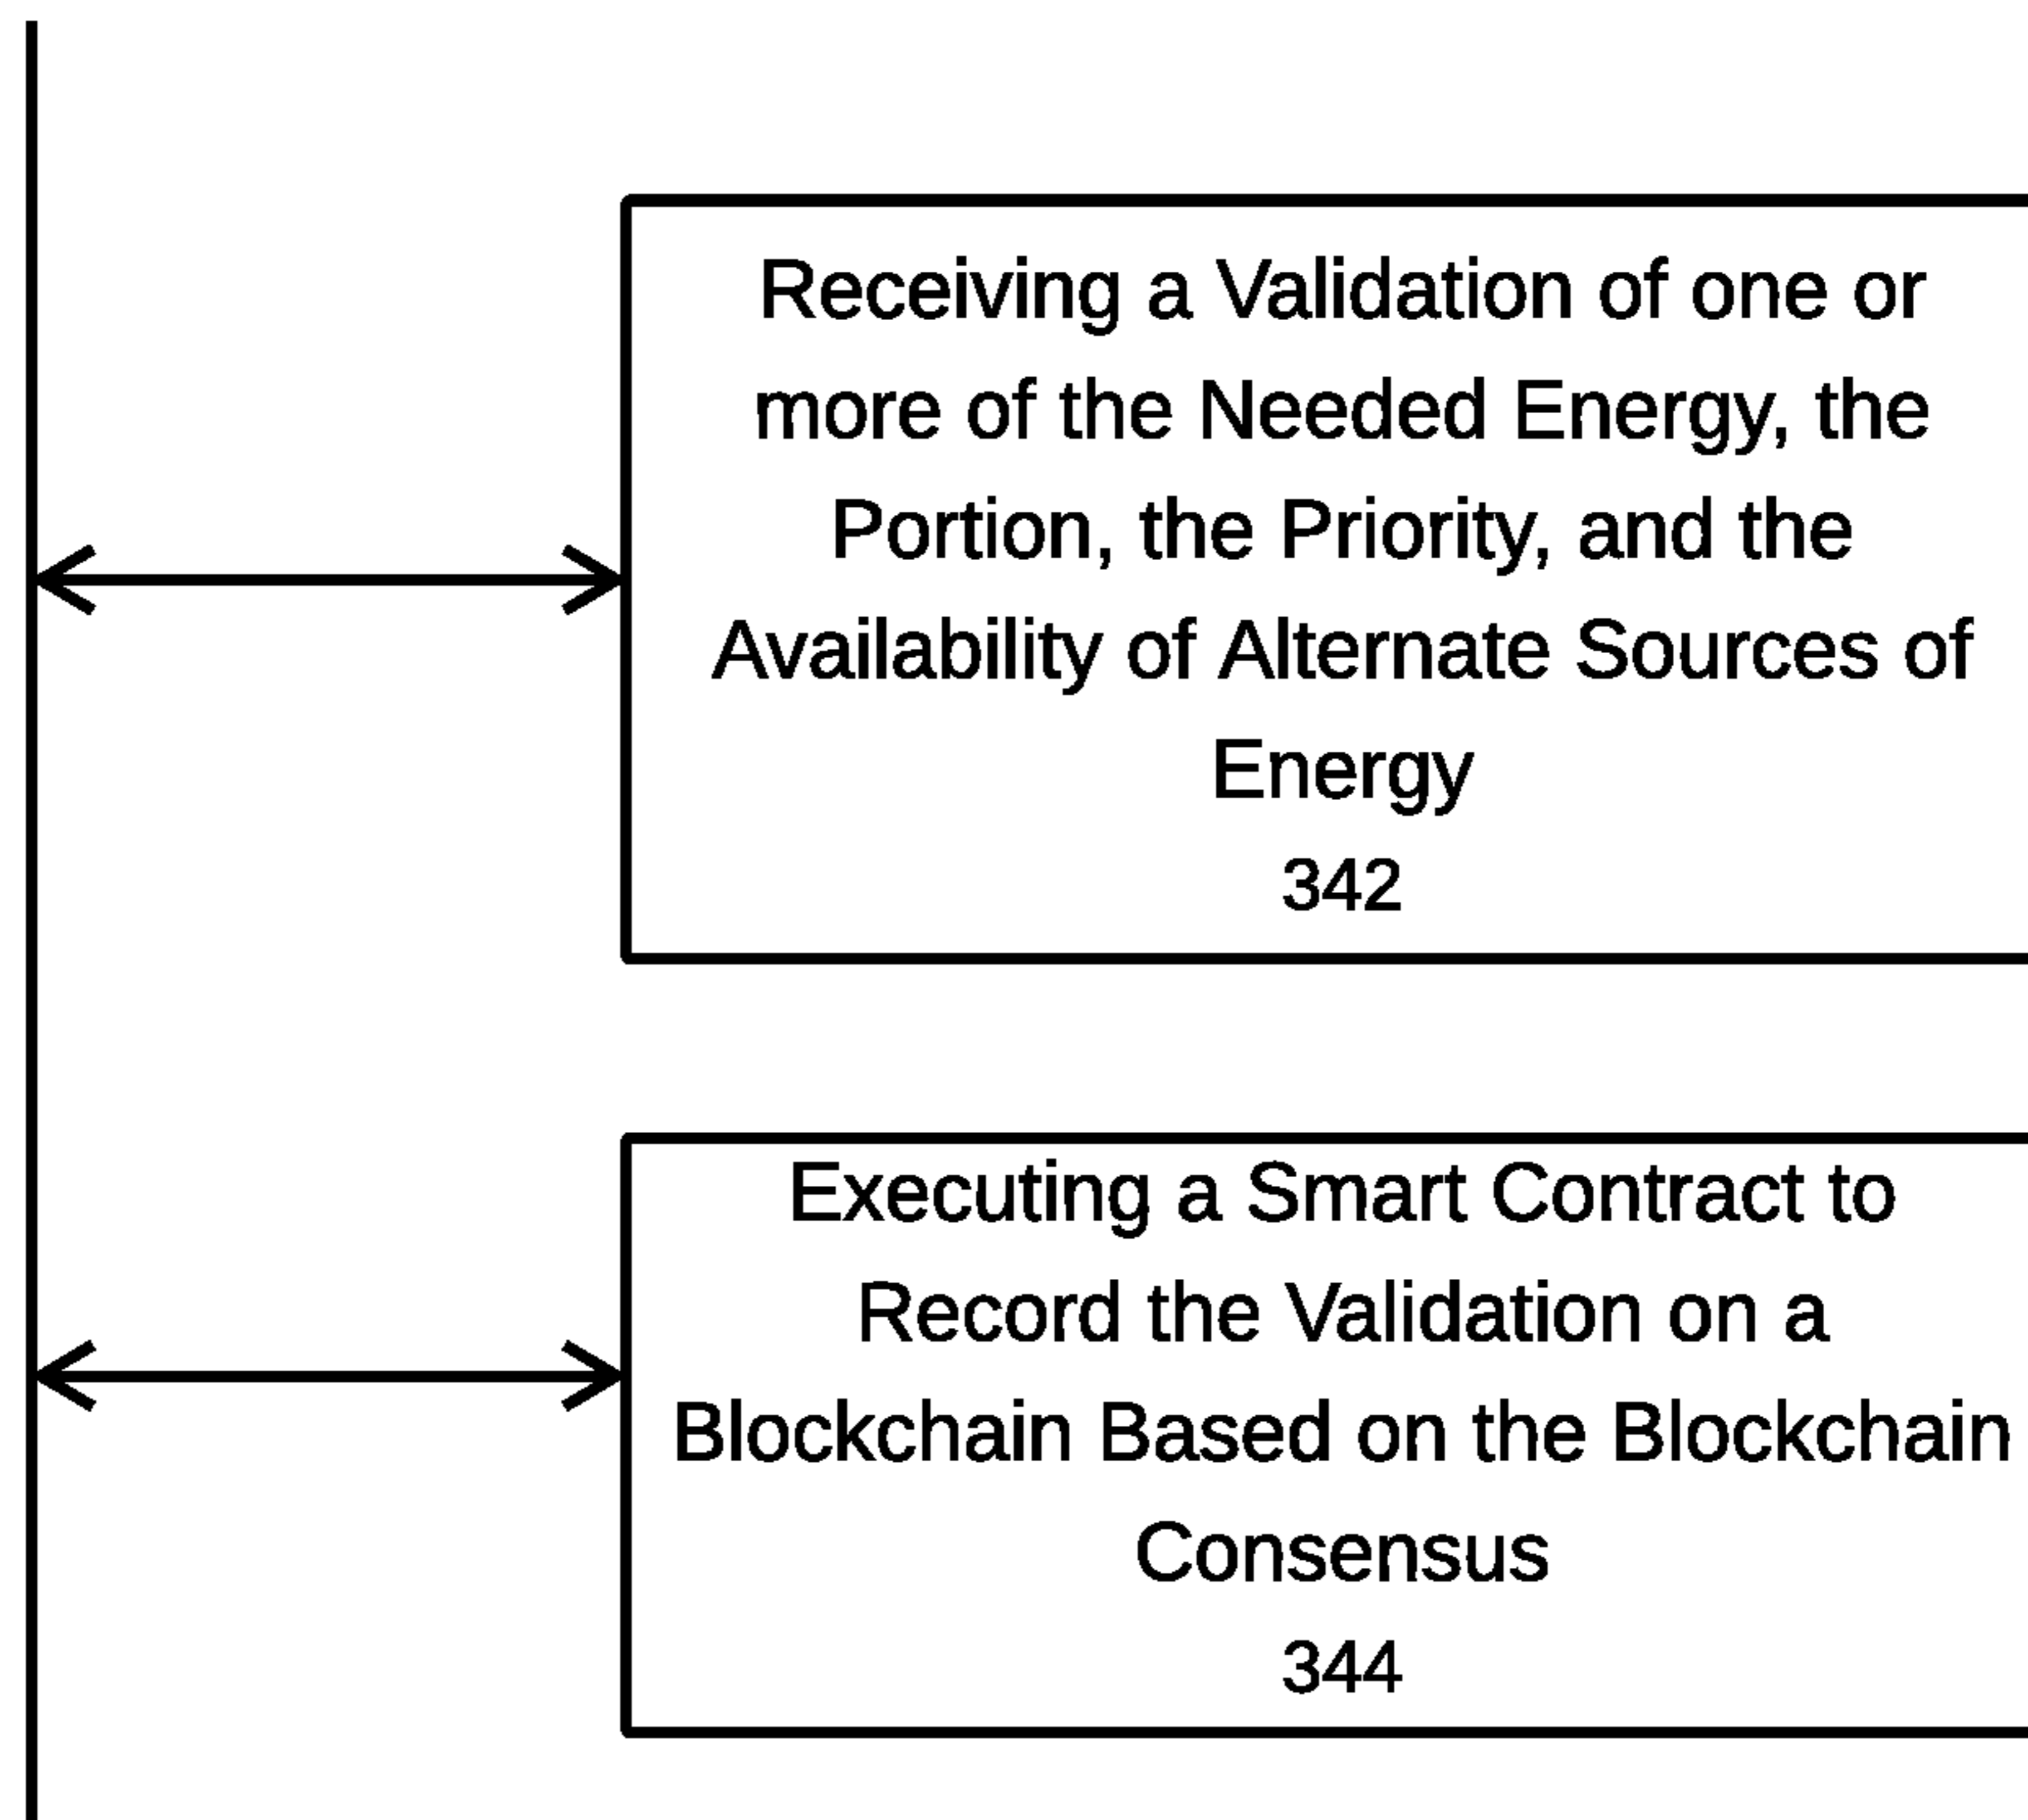 Receiving a Validation of one or
more of the Needed Energy, the
Portion, the Priority, and the
Availability of Alternate Sources of
Energy
342
Executing a Smart Contract to
Record the Validation on a
Blockchain Based on the Blockchain
Consensus
344